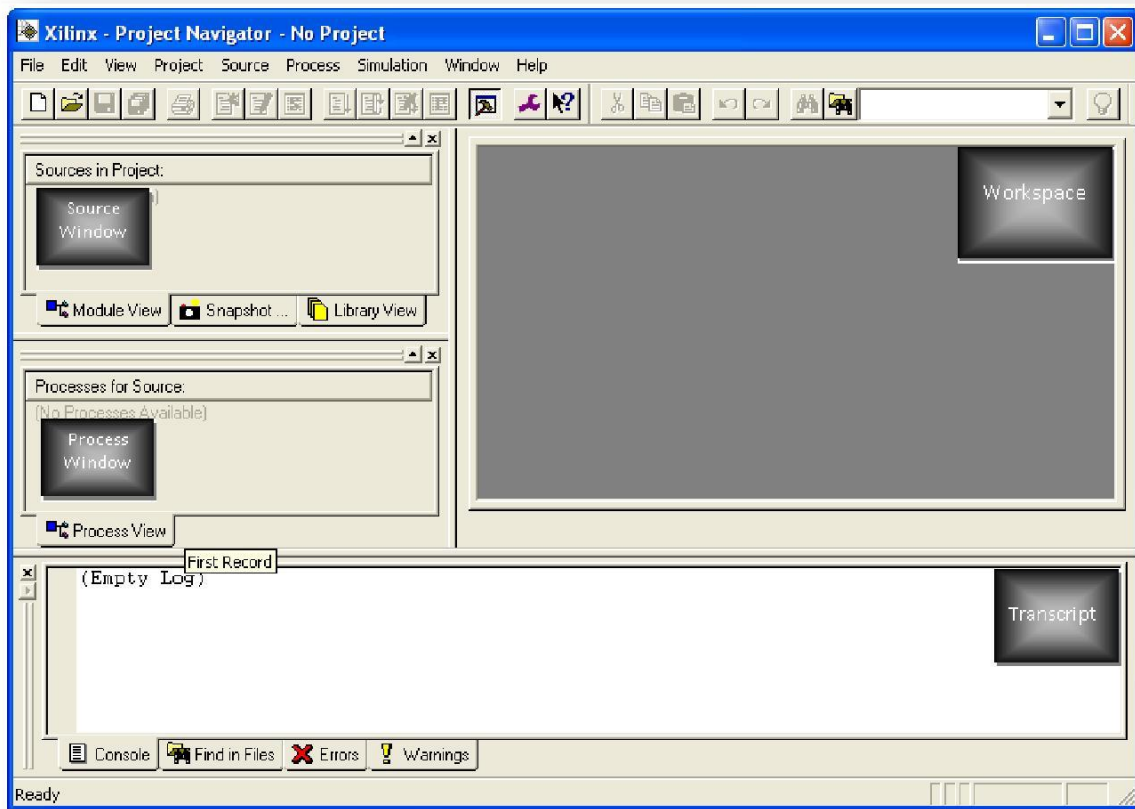 Xilinx - Project Navigator - No Project
File Edit View Project Source Process Simulation Window Help
Sources in Project:
Source
Window
Module View Snapshot ... Library View
Workspace
Processes for Source:
(No Processes Available)
Process
Window
Process View
First Record
(Empty Log)
Transcript
Console Find in Files Errors Warnings
Ready